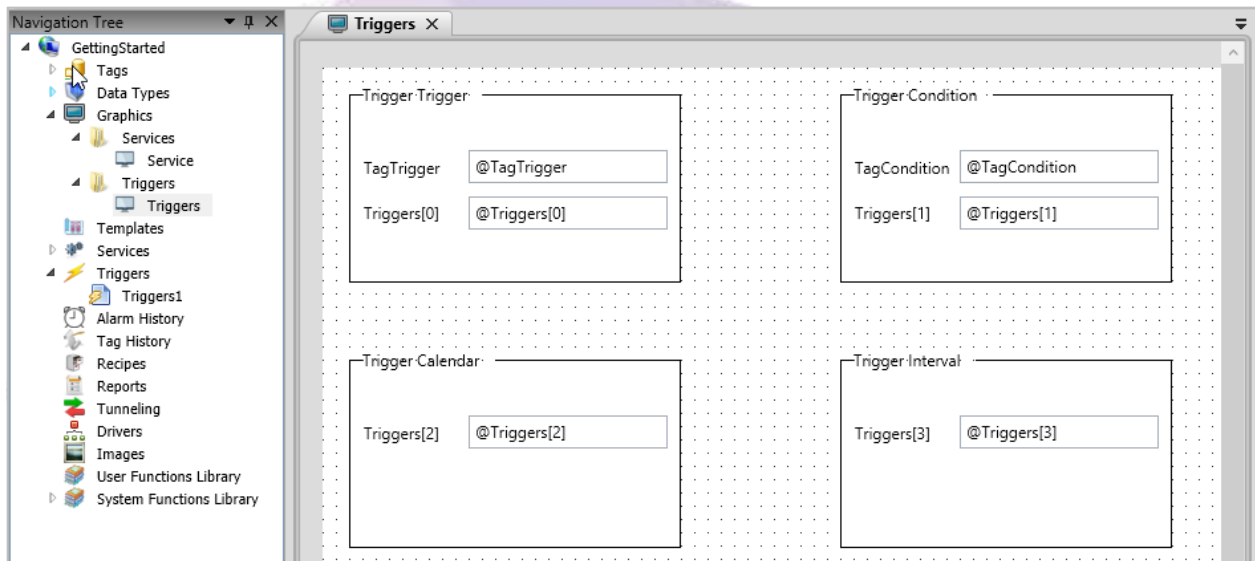 Navigation Tree
GettingStarted
Tags
Data Types
Graphics
Services
Service
Triggers
Triggers
Templates
Services
Triggers
Triggers1
Alarm History
Tag History
Recipes
Reports
Tunneling
Drivers
Images
User Functions Library
System Functions Library
Triggers
Trigger Trigger
TagTrigger @TagTrigger
Triggers[0] @Triggers[0]
Trigger Condition
TagCondition @TagCondition
Triggers[1] @Triggers[1]
Trigger Calendar
Triggers[2] @Triggers[2]
Trigger Interval
Triggers[3] @Triggers[3]